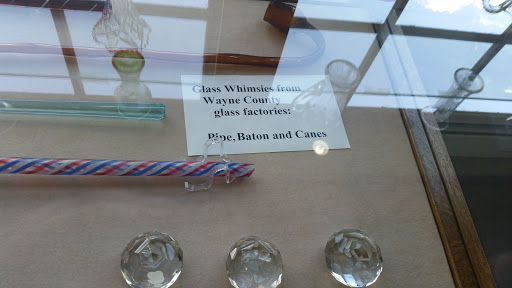 Glass Whimsies from
Wayne County
glass factories:
Pipe, Baton and Canes